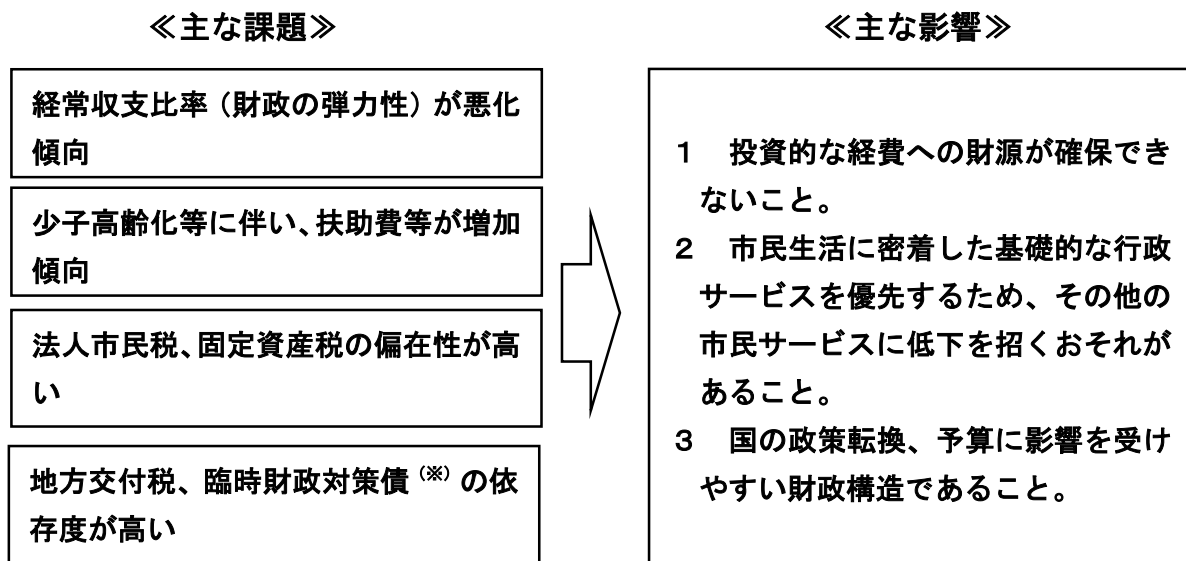 ≪主な課題≫
経常収支比率（財政の弾力性）が悪化
傾向
少子高齢化等に伴い、扶助費等が増加
傾向
法人市民税、固定資産税の偏在性が高
い
地方交付税、臨時財政対策債（※）の依
存度が高い
≪主な影響≫
１　投資的な経費への財源が確保でき
ないこと。
２　市民生活に密着した基礎的な行政
サービスを優先するため、その他の
市民サービスに低下を招くおそれが
あること。
３　国の政策転換、予算に影響を受け
やすい財政構造であること。